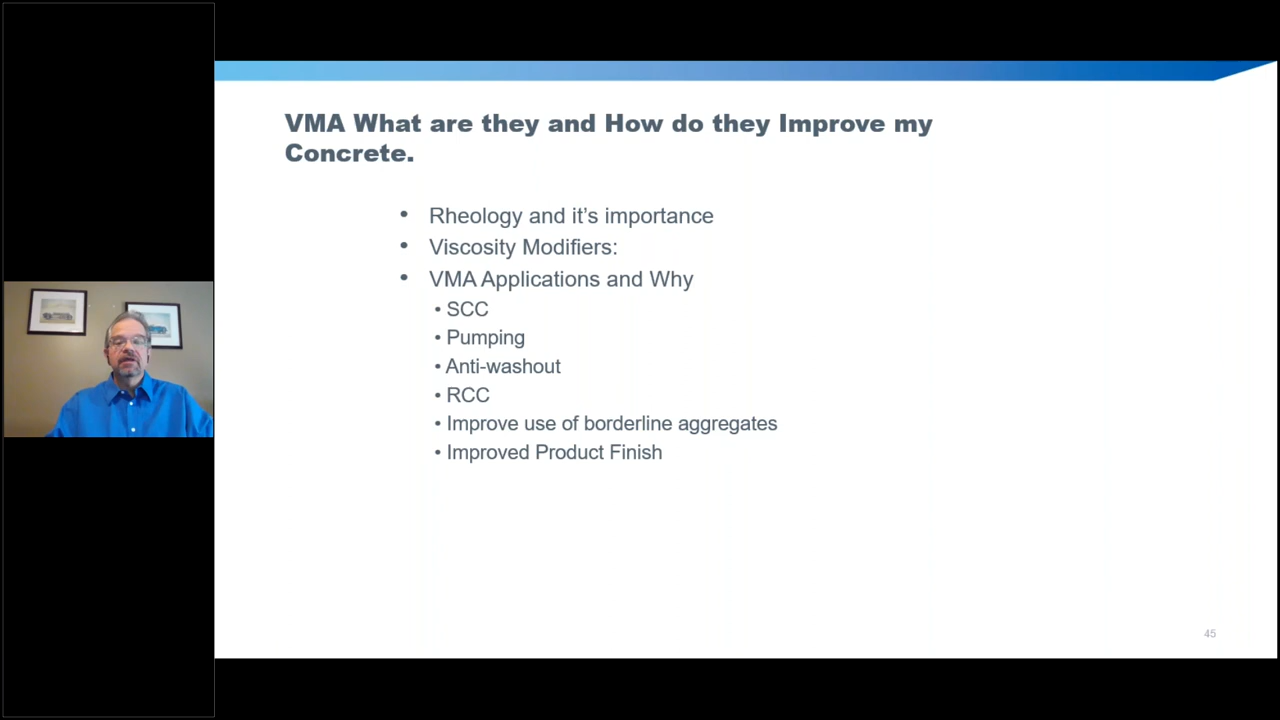 VMA What are they and How do they Improve my
Concrete.
• Rheology and it's importance
• Viscosity Modifiers:
• VMA Applications and Why
• SCC
• Pumping
• Anti-washout
• RCC
• Improve use of borderline aggregates
• Improved Product Finish
45